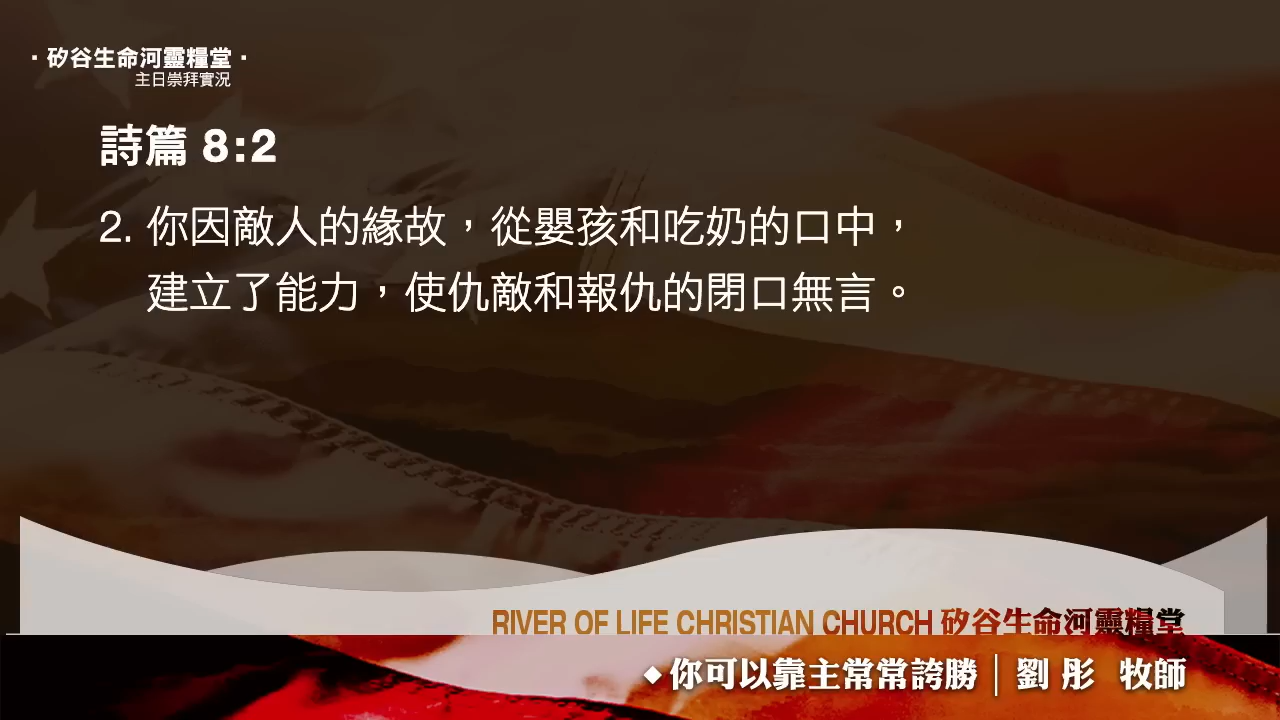 ·矽谷生命河靈糧堂·
主日崇拜實況
詩篇 8:2
2. 你因敵人的緣故，從嬰孩和吃奶的口中，
建立了能力，使仇敵和報仇的閉口無言。
RIVER OF LIFE CHRISTIAN CHURCH 矽谷生命河靈糧堂
◆你可以靠主常常誇勝│劉 彤 牧師